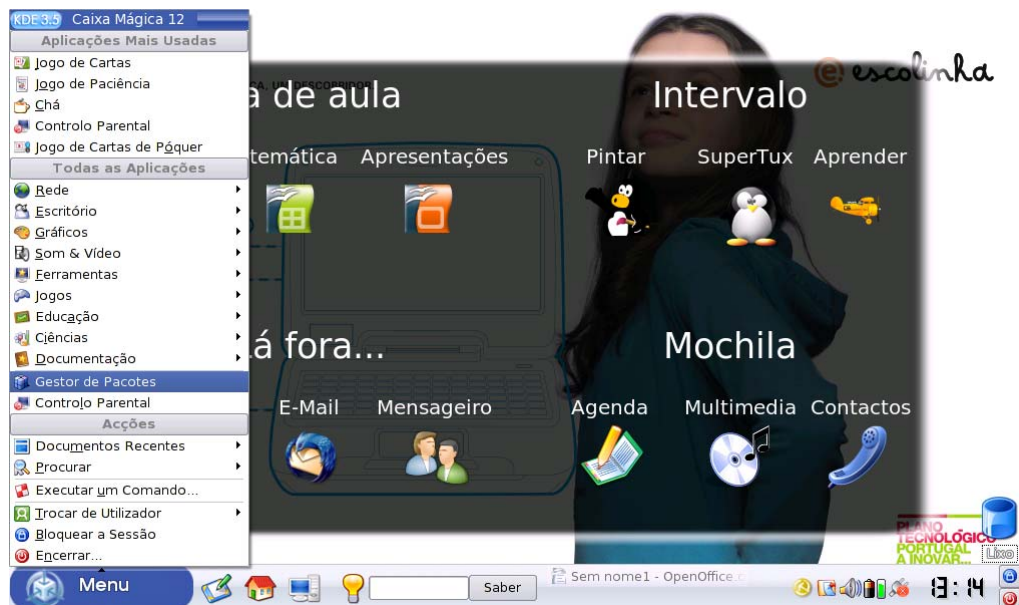 KDE 3.5 Caixa Mágica 12
Aplicações Mais Usadas
Jogo de Cartas
Jogo de Paciência
Chá
Controlo Parental
Jogo de Cartas de Póquer
Todas as Aplicações
Rede
Escritório
Gráficos
Som & Vídeo
Ferramentas
Jogos
Educação
Ciências
Documentação
Gestor de Pacotes
Controlo Parental
Acções
Documentos Recentes
Procurar
Executar um Comando...
Trocar de Utilizador
Bloquear a Sessão
Encerrar...
a de aula
temática Apresentações
á fora...
E-Mail Mensageiro
Intervalo
Pintar SuperTux Aprender
Mochila
Agenda Multimedia Contactos
e escolinha
PLANO
TECNOLÓGICO
PORTUGAL
A INOVAR...
Lixo
Menu
Saber
Sem nome1 - OpenOffice.o
13:14